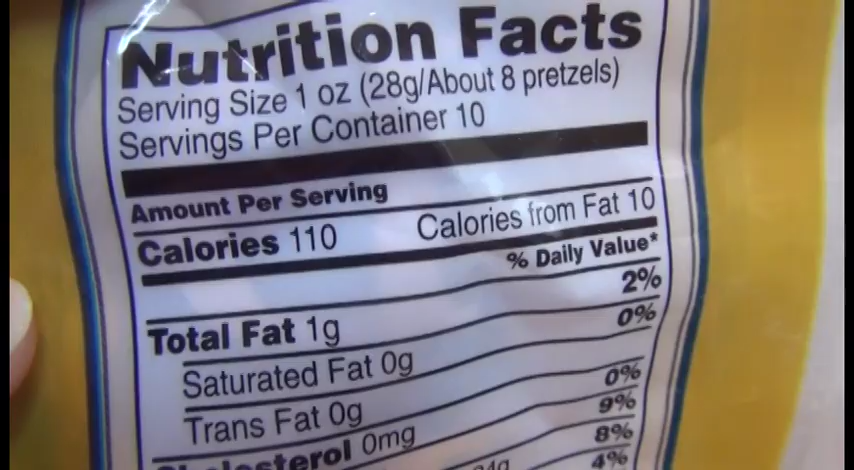 Nutrition Facts
Serving Size 1 oz (28g/About 8 pretzels)
Servings Per Container 10
Amount Per Serving
Calories 110 Calories from Fat 10
% Daily Value*
Total Fat 1g 2%
Saturated Fat 0g 0%
Trans Fat 0g
Cholesterol 0mg 0%
9%
8%
4%